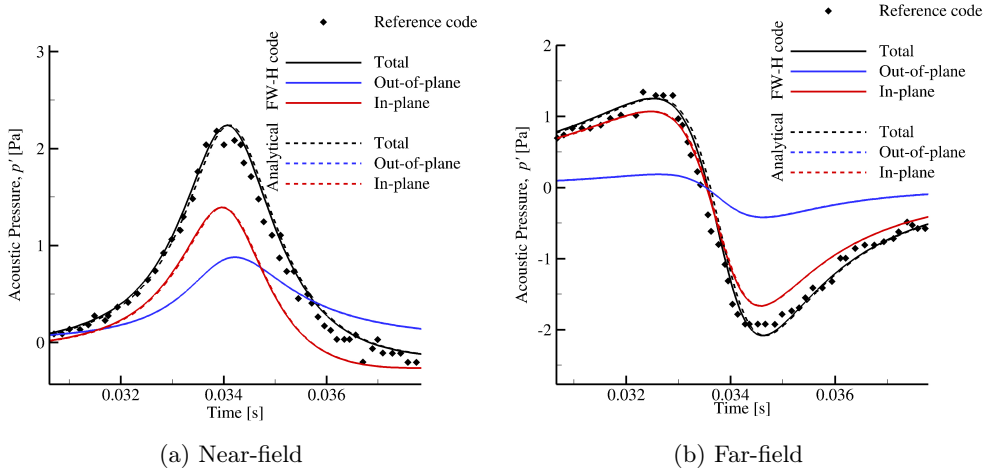 Reference code
FW-H code
Total
Out-of-plane
In-plane
Analytical
Total
Out-of-plane
In-plane
Acoustic Pressure, p' [Pa]
3
2
1
0
0.032
0.034
0.036
Time [s]
(a) Near-field
Reference code
FW-H code
Total
Out-of-plane
In-plane
Analytical
Total
Out-of-plane
In-plane
Acoustic Pressure, p' [Pa]
2
1
0
-1
-2
0.032
0.034
0.036
Time [s]
(b) Far-field